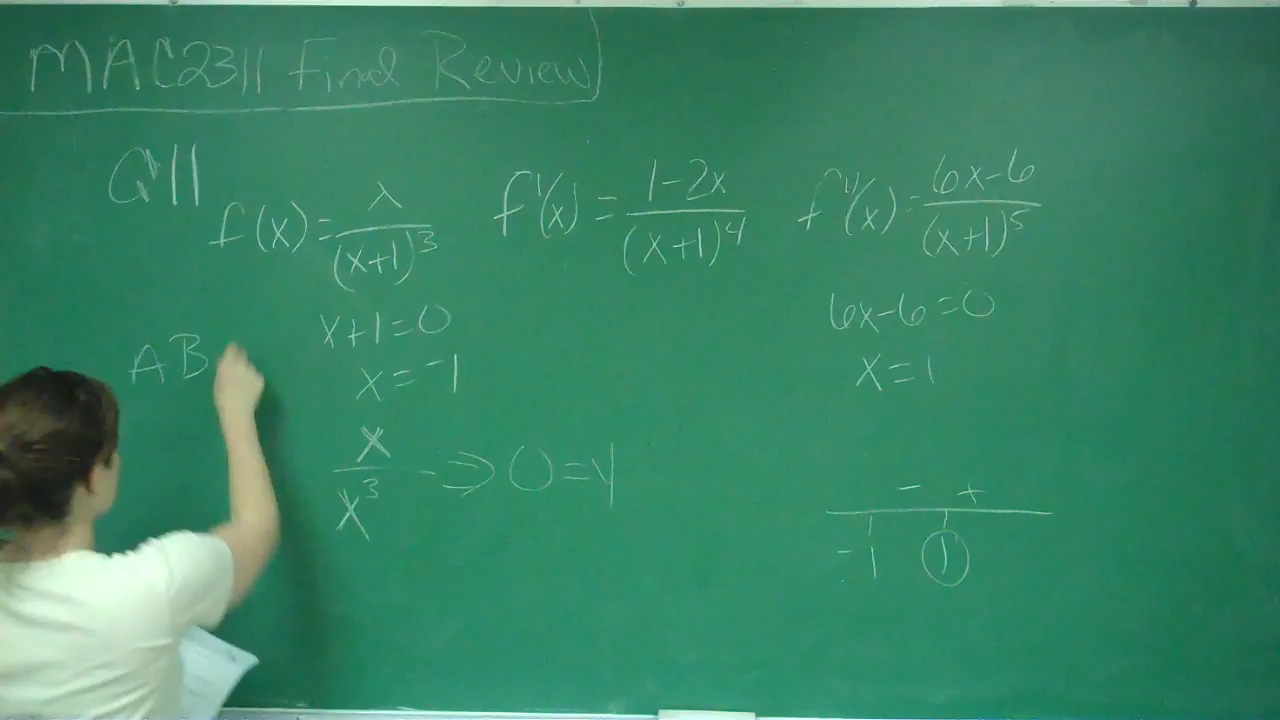 MAC2311 Final Review
Q11
f(x) = x/(x+1)^3
f'(x) = 1-2x/(x+1)^4
f''(x) = 6x-6/(x+1)^5
x+1=0
x=-1
x/x^3 ⇒ 0=y
6x-6=0
x=1
AB
- +
-1 1